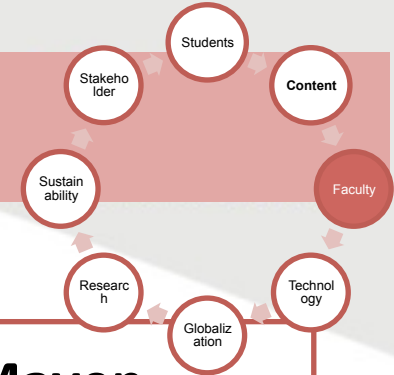 Students
Content
Faculty
Technol
ogy
Globaliz
ation
Researc
h
Sustain
ability
Stakeho
lder